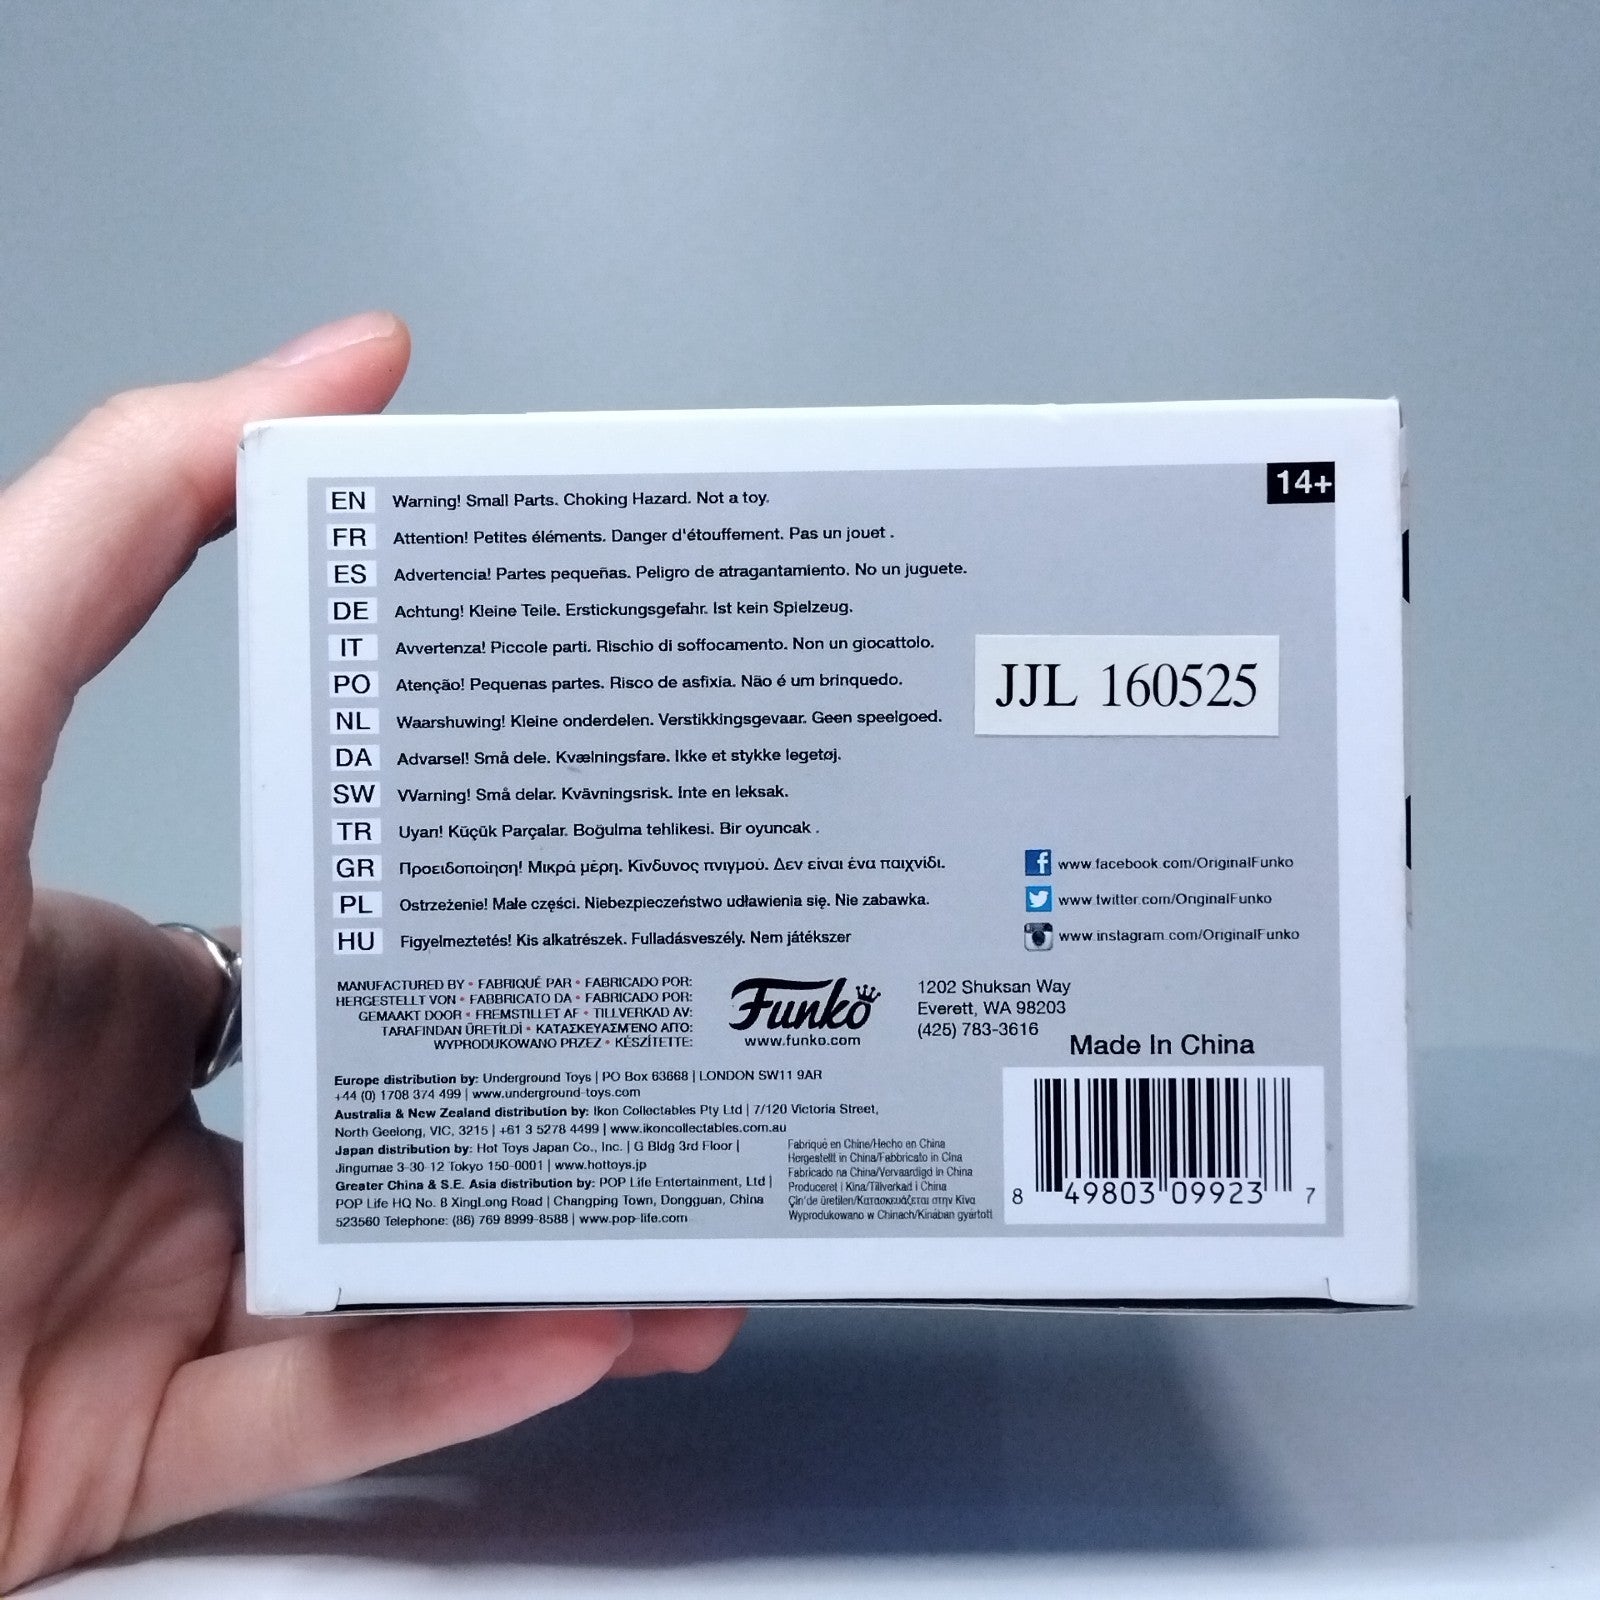 14+
EN Warning! Small Parts. Choking Hazard. Not a toy.
FR Attention! Petites éléments. Danger d'étouffement. Pas un jouet .
ES Advertencia! Partes pequeñas. Peligro de atragantamiento. No un juguete.
DE Achtung! Kleine Teile. Erstickungsgefahr. Ist kein Spielzeug.
IT Avvertenza! Piccole parti. Rischio di soffocamento. Non un giocattolo.
PO Atenção! Pequenas partes. Risco de asfixia. Não é um brinquedo.
NL Waarshuwing! Kleine onderdelen. Verstikkingsgevaar. Geen speelgoed.
DA Advarsel! Små dele. Kvælningsfare. Ikke et stykke legetøj.
SW Warning! Små delar. Kvävningsrisk. Inte en leksak.
TR Uyarı! Küçük Parçalar. Boğulma tehlikesi. Bir oyuncak .
GR Προειδοποίηση! Μικρά μέρη. Κίνδυνος πνιγμού. Δεν είναι ένα παιχνίδι.
PL Ostrzeżenie! Małe części. Niebezpieczeństwo udławienia się. Nie zabawka.
HU Figyelmeztetés! Kis alkatrészek. Fulladásveszély. Nem játékszer
JJL 160525
www.facebook.com/OriginalFunko
www.twitter.com/OriginalFunko
www.instagram.com/OriginalFunko
MANUFACTURED BY • FABRIQUÉ PAR • FABRICADO POR:
HERGESTELLT VON • FABBRICATO DA • FABRICADO POR:
GEMAAKT DOOR • FREMSTILLET AF • TILLVERKAD AV:
TARAFINDAN ÜRETİLDİ • ΚΑΤΑΣΚΕΥΑΣΜΈΝΟ ΑΠΌ:
WYPRODUKOWANO PRZEZ • KÉSZÍTETTE:
Funko
www.funko.com
1202 Shuksan Way
Everett, WA 98203
(425) 783-3616
Made In China
Europe distribution by: Underground Toys | PO Box 63668 | LONDON SW11 9AR
+44 (0) 1708 374 499 | www.underground-toys.com
Australia & New Zealand distribution by: Ikon Collectables Pty Ltd | 7/120 Victoria Street,
North Geelong, VIC, 3215 | +61 3 5278 4499 | www.ikoncollectables.com.au
Japan distribution by: Hot Toys Japan Co., Inc. | G Bldg 3rd Floor |
Jingumae 3-30-12 Tokyo 150-0001 | www.hottoys.jp
Greater China & S.E. Asia distribution by: POP Life Entertainment, Ltd |
POP Life HQ No. 8 XingLong Road | Changping Town, Dongguan, China
523560 Telephone: (86) 769 8999-8588 | www.pop-life.com
Fabriqué en Chine/Hecho en China
Hergestellt in China/Fabbricato in Cina
Fabricado na China/Vervaardigd in China
Produceret i Kina/Tillverkad i China
Çin'de üretilen/Κατασκευάζεται στην Κίνα
Wyprodukowano w Chinach/Kínában gyártott
8 49803 09923 7